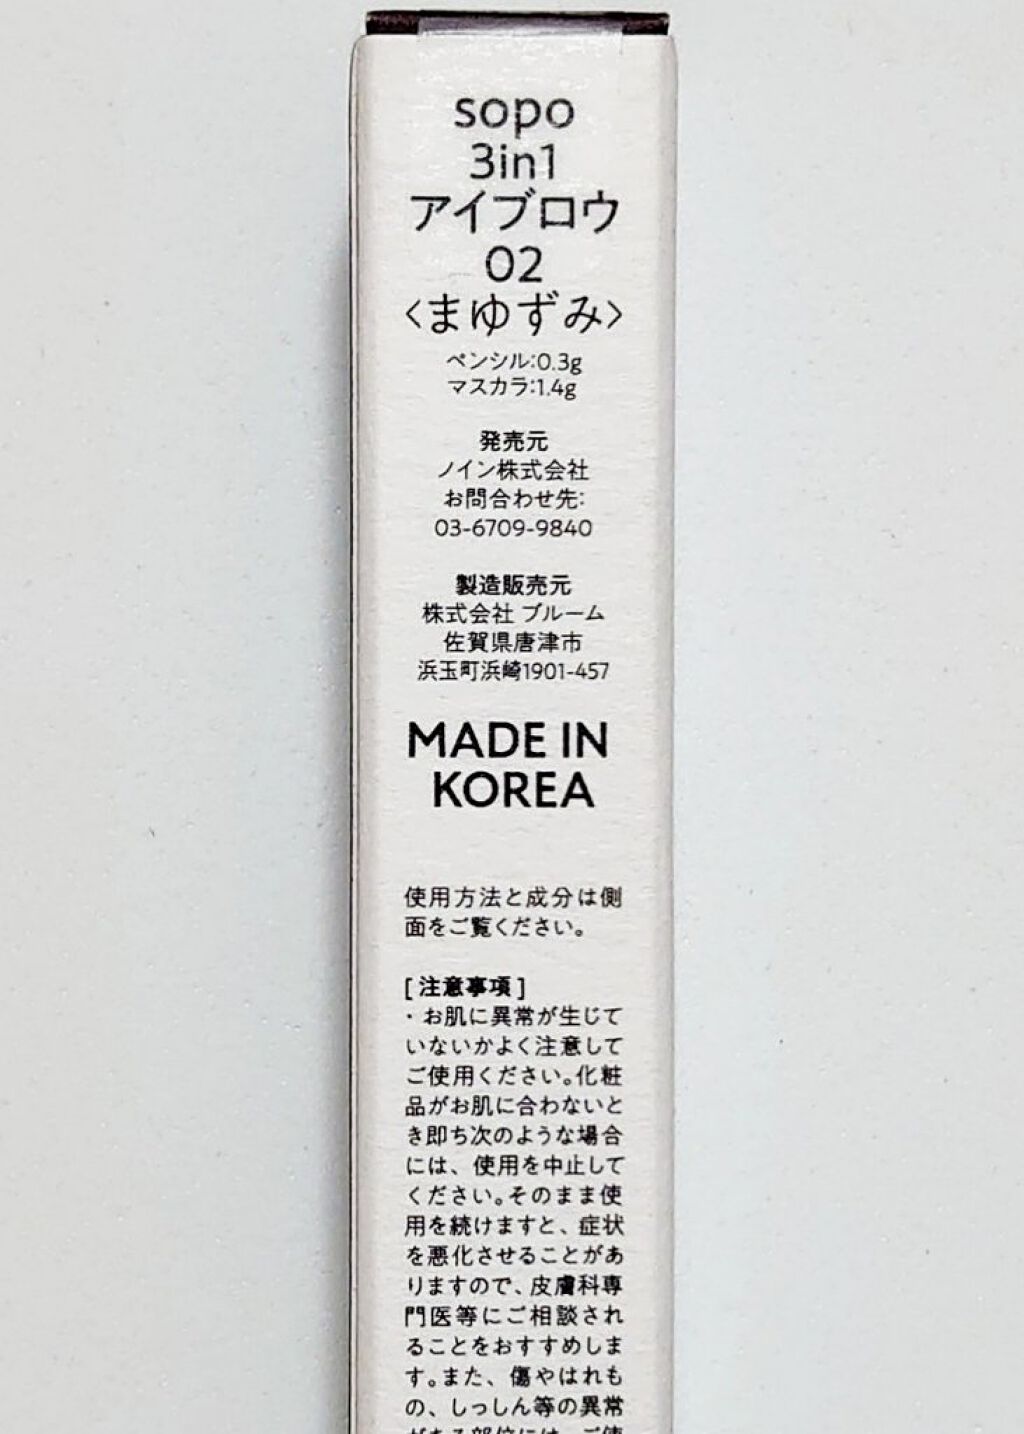 sopo
3in1
アイブロウ
02
〈まゆずみ〉
ペンシル:0.3g
マスカラ:1.4g
発売元
ノイン株式会社
お問合わせ先:
03-6709-9840
製造販売元
株式会社 ブルーム
佐賀県唐津市
浜玉町浜崎1901-457
MADE IN
KOREA
使用方法と成分は側
面をご覧ください。
[注意事項]
・お肌に異常が生じて
いないかよく注意して
ご使用ください。化粧
品がお肌に合わないと
き即ち次のような場合
には、使用を中止して
ください。そのまま使
用を続けますと、症状
を悪化させることがあ
りますので、皮膚科専
門医等にご相談され
ることをおすすめしま
す。また、傷やはれも
の、しっしん等の異常